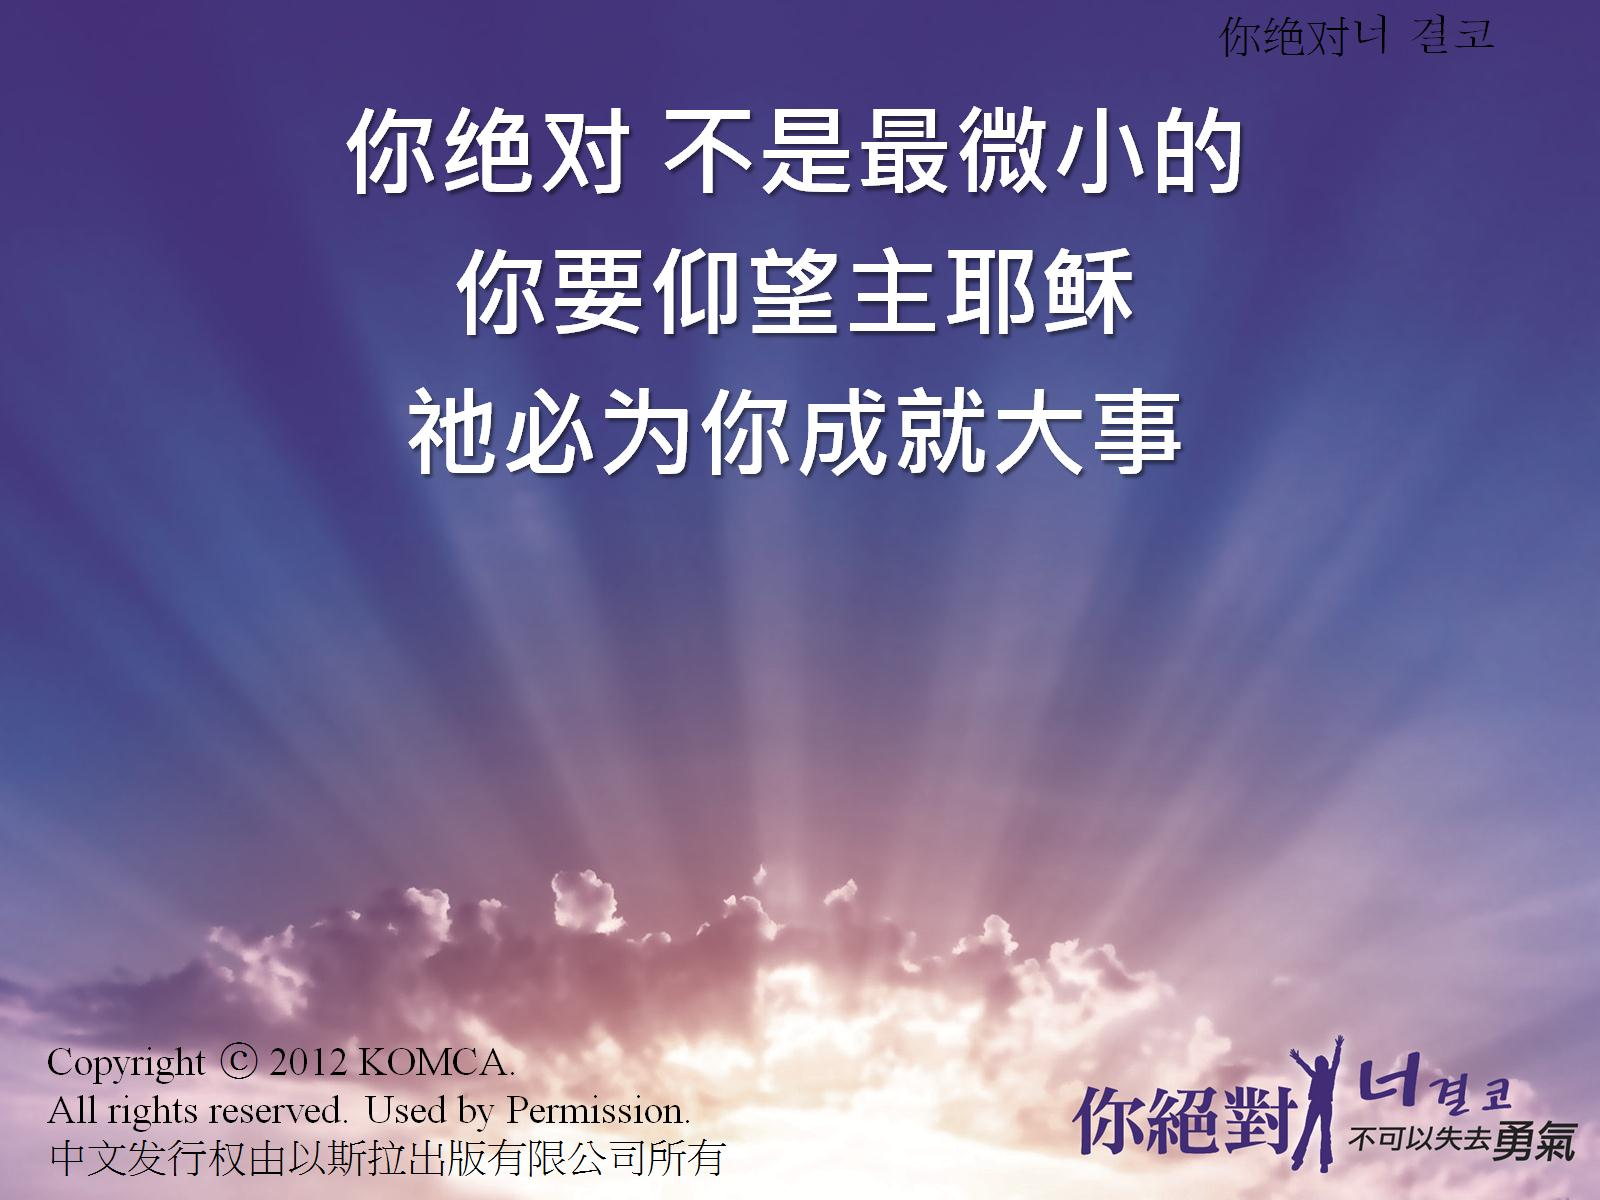 你绝对너 결코
你绝对 不是最微小的
你要仰望主耶稣
祂必为你成就大事
Copyright ⓒ 2012 KOMCA.
All rights reserved. Used by Permission.
中文发行权由以斯拉出版有限公司所有
你絕對 너 결코
不可以失去勇氣